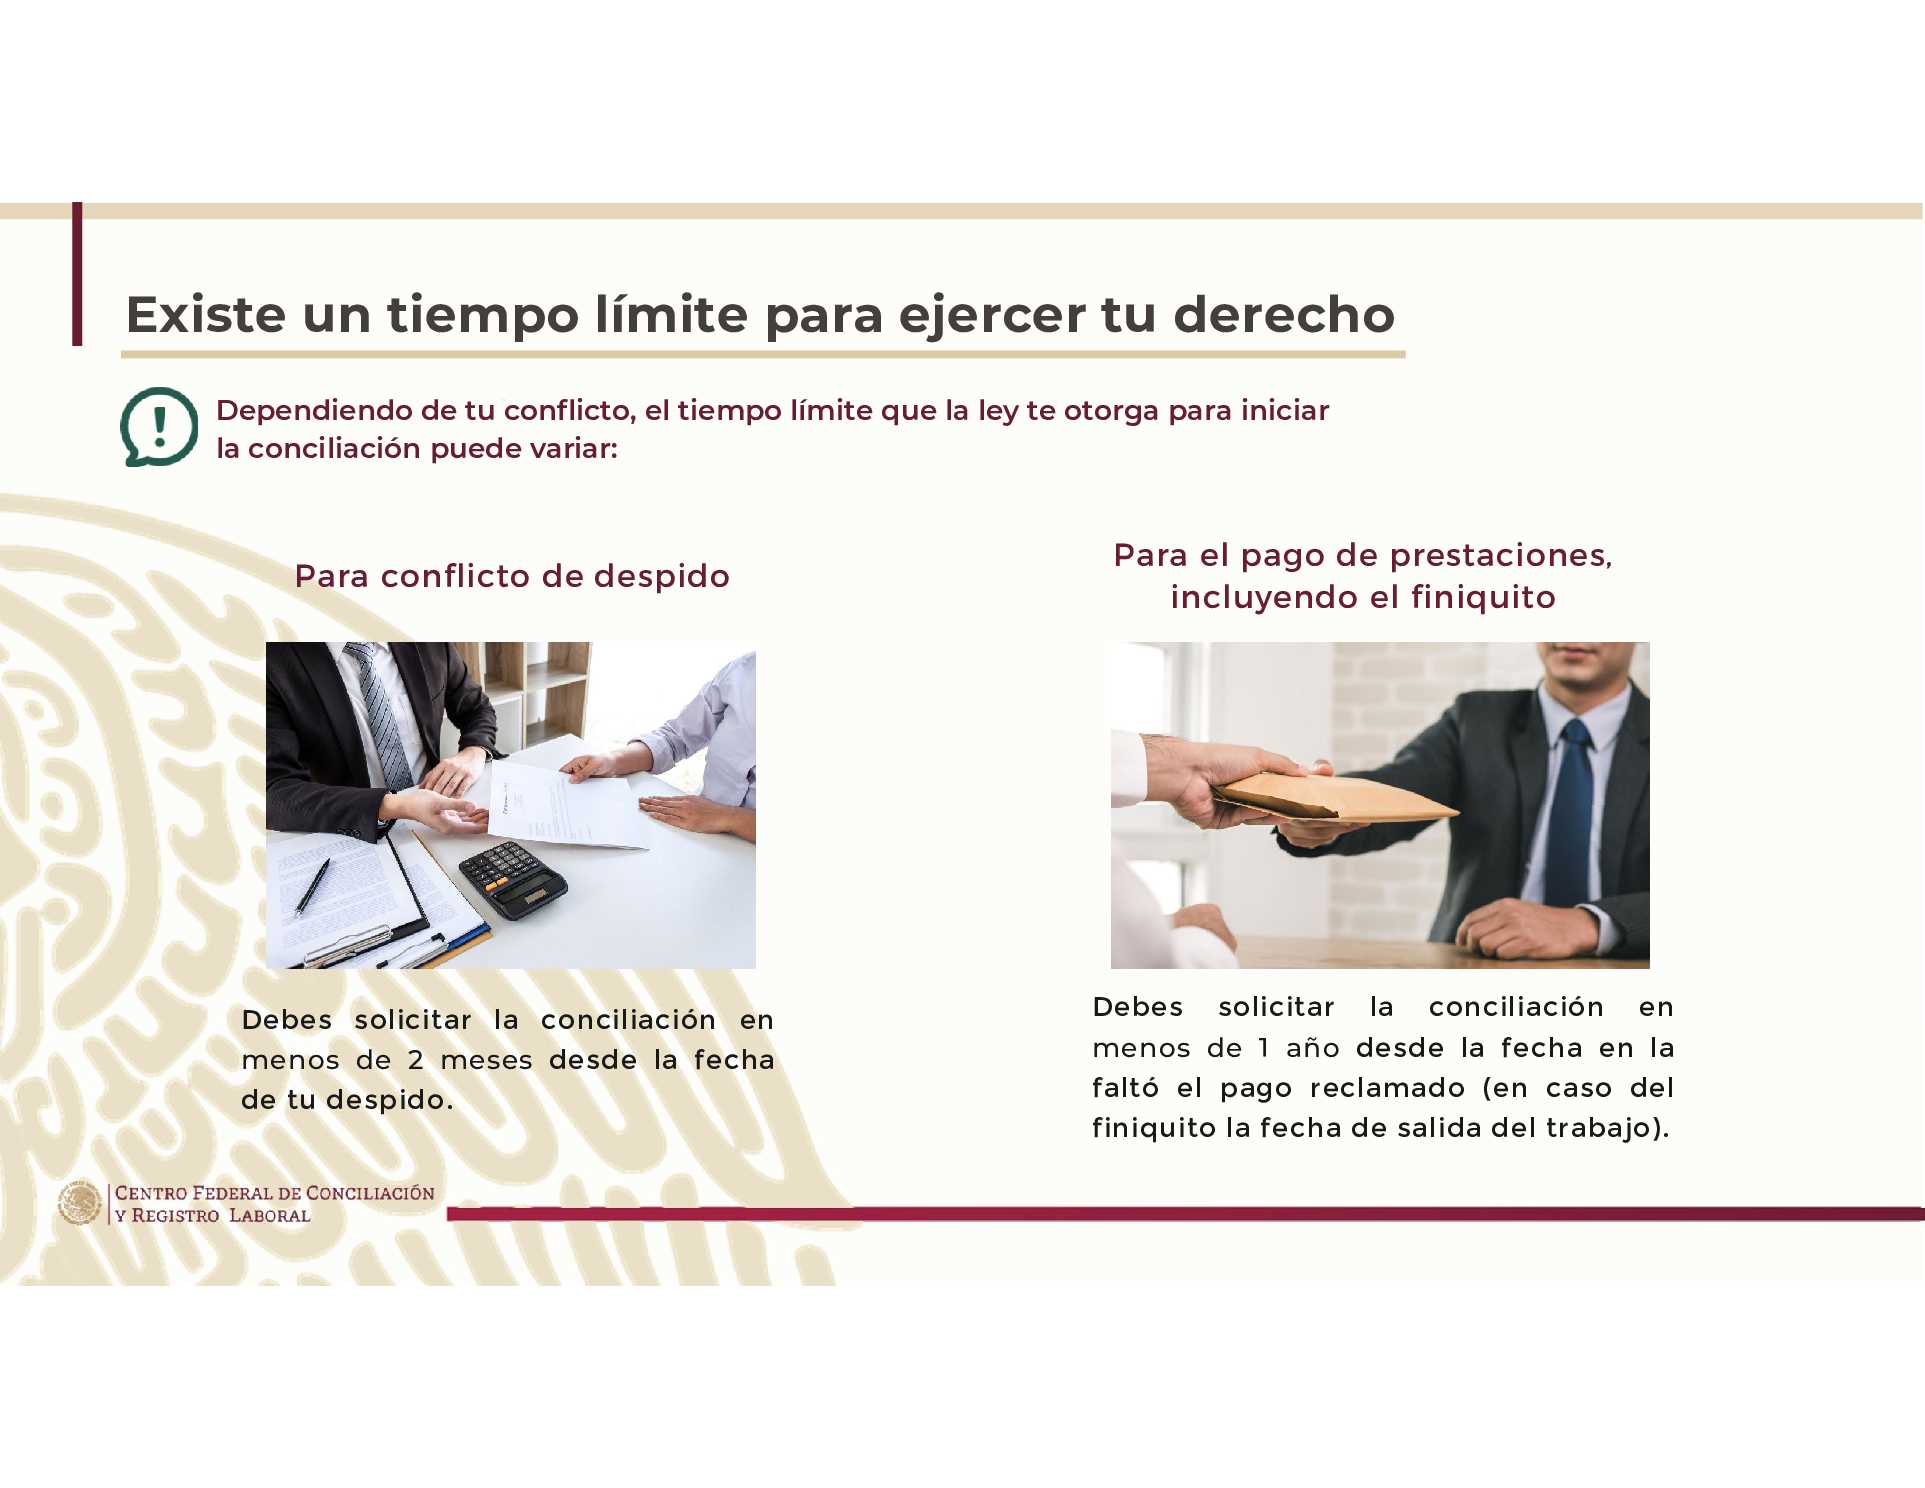 Existe un tiempo límite para ejercer tu derecho
Dependiendo de tu conflicto, el tiempo límite que la ley te otorga para iniciar
la conciliación puede variar:
Para conflicto de despido
Debes solicitar la conciliación en
menos de 2 meses desde la fecha
de tu despido.
Para el pago de prestaciones,
incluyendo el finiquito
Debes solicitar la conciliación en
menos de 1 año desde la fecha en la
faltó el pago reclamado (en caso del
finiquito la fecha de salida del trabajo).
CENTRO FEDERAL DE CONCILIACIÓN
Y REGISTRO LABORAL